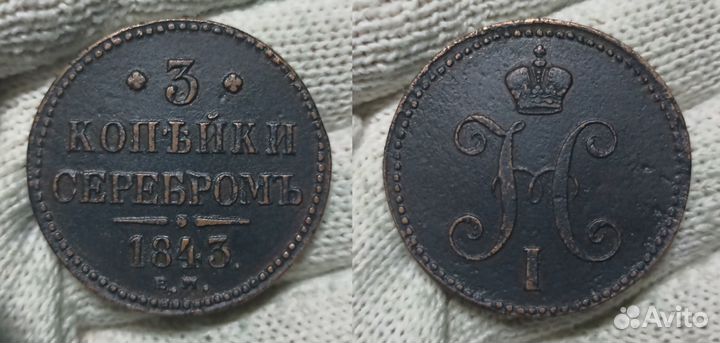 3
КОПѢЙКИ
СЕРЕБРОМЪ
1843.
Е.М.
Н
I
Avito